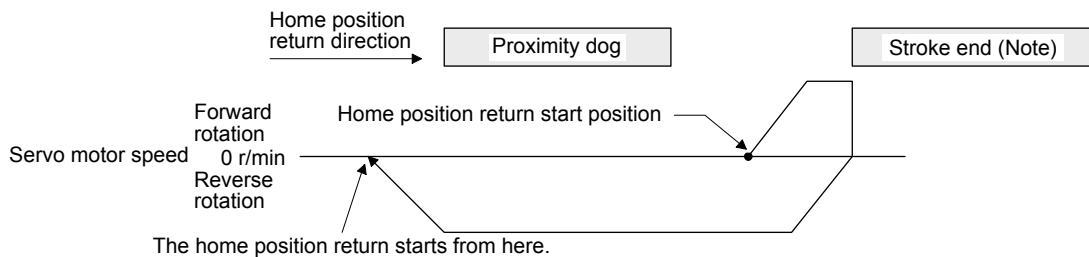 Home position
return direction
Proximity dog
Stroke end (Note)
Forward
rotation
Home position return start position
Servo motor speed
0 r/min
Reverse
rotation
The home position return starts from here.